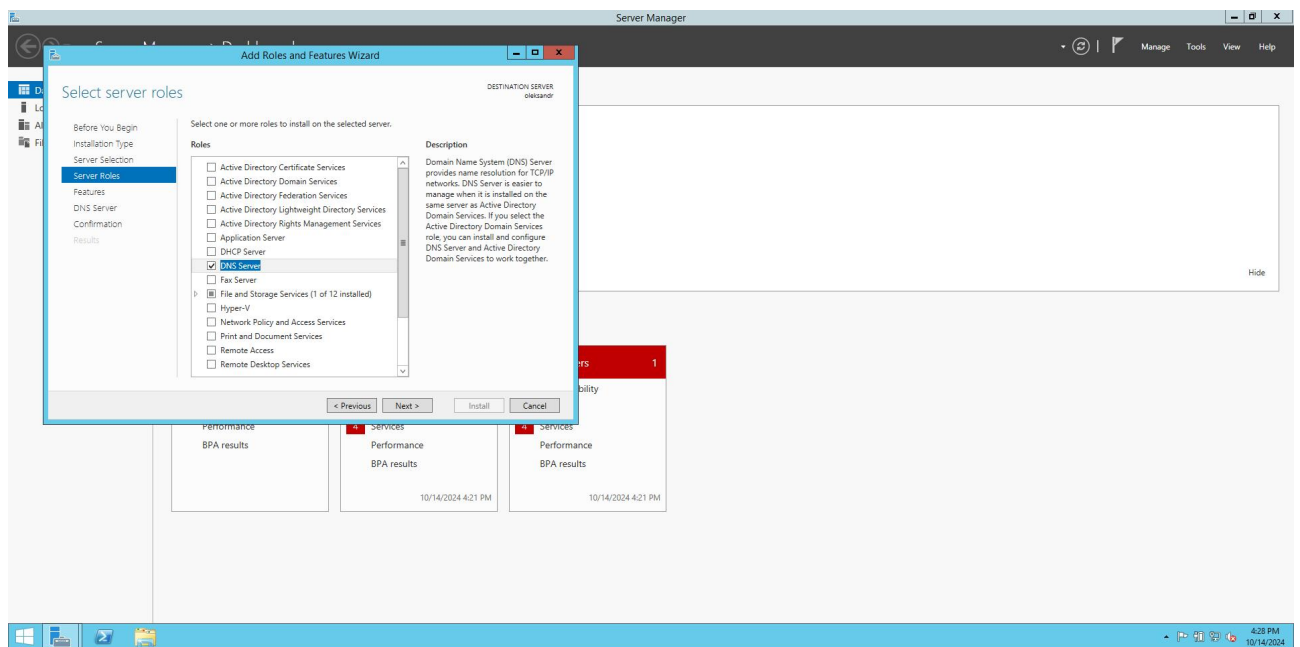 Server Manager
Manage Tools View Help
Add Roles and Features Wizard
Select server roles
DESTINATION SERVER
oleksandr
Before You Begin
Installation Type
Server Selection
Server Roles
Features
DNS Server
Confirmation
Results
Select one or more roles to install on the selected server.
Roles
Active Directory Certificate Services
Active Directory Domain Services
Active Directory Federation Services
Active Directory Lightweight Directory Services
Active Directory Rights Management Services
Application Server
DHCP Server
DNS Server
Fax Server
File and Storage Services (1 of 12 installed)
Hyper-V
Network Policy and Access Services
Print and Document Services
Remote Access
Remote Desktop Services
Description
Domain Name System (DNS) Server
provides name resolution for TCP/IP
networks. DNS Server is easier to
manage when it is installed on the
same server as Active Directory
Domain Services. If you select the
Active Directory Domain Services
role, you can install and configure
DNS Server and Active Directory
Domain Services to work together.
< Previous
Next >
Install
Cancel
Hide
1
Performance
BPA results
4 Services
Performance
BPA results
10/14/2024 4:21 PM
4 Services
Performance
BPA results
10/14/2024 4:21 PM
4:28 PM
10/14/2024